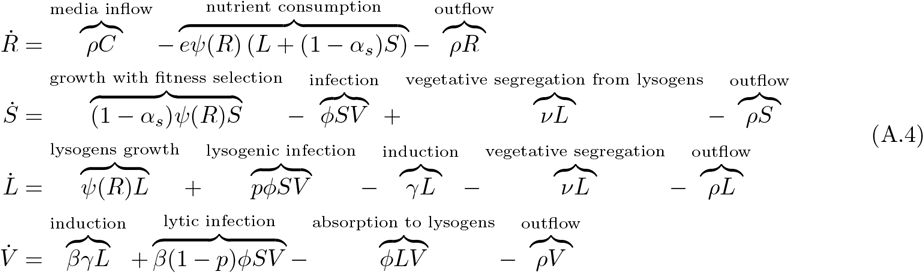 media inflow nutrient consumption outflow
Ṙ = ρC − eψ(R) (L + (1 − αₛ)S) − ρR
growth with fitness selection infection vegetative segregation from lysogens outflow
Ṡ = (1 − αₛ)ψ(R)S − ϕSV + νL − ρS
(A.4)
lysogens growth lysogenic infection induction vegetative segregation outflow
L̇ = ψ(R)L + pϕSV − γL − νL − ρL
induction lytic infection absorption to lysogens outflow
V̇ = βγL + β(1 − p)ϕSV − ϕLV − ρV